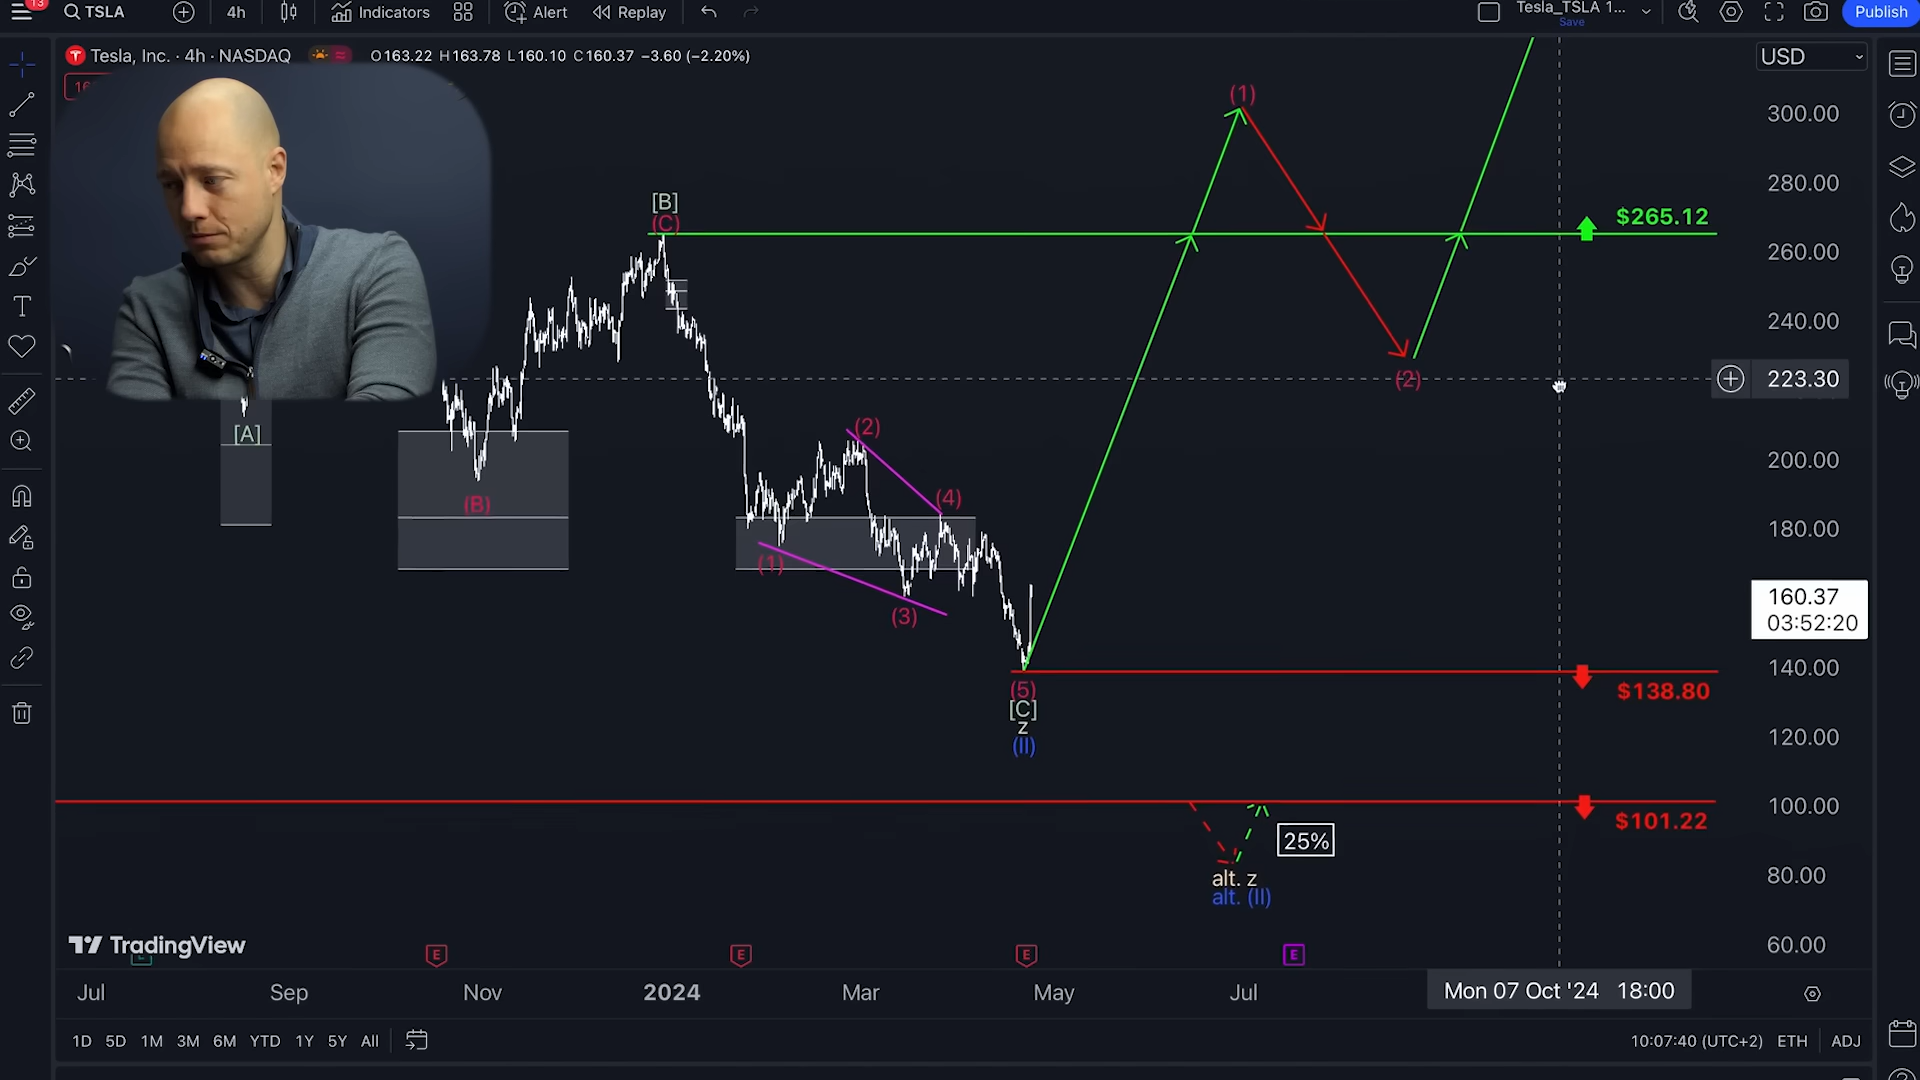 13
TSLA
4h
Indicators
Alert
Replay
Tesla_TSLA 1...
Save
Publish
Tesla, Inc. · 4h · NASDAQ
O163.22 H163.78 L160.10 C160.37 −3.60 (−2.20%)
USD
300.00
280.00
260.00
240.00
223.30
200.00
180.00
160.37
03:52:20
140.00
120.00
100.00
80.00
60.00
(1)
[B]
(C)
$265.12
(2)
[A]
(B)
(2)
(4)
(1)
(3)
(5)
[C]
z
(II)
$138.80
$101.22
25%
alt. z
alt. (II)
TradingView
E
E
E
E
Jul
Sep
Nov
2024
Mar
May
Jul
Mon 07 Oct '24 18:00
1D 5D 1M 3M 6M YTD 1Y 5Y All
10:07:40 (UTC+2) ETH ADJ